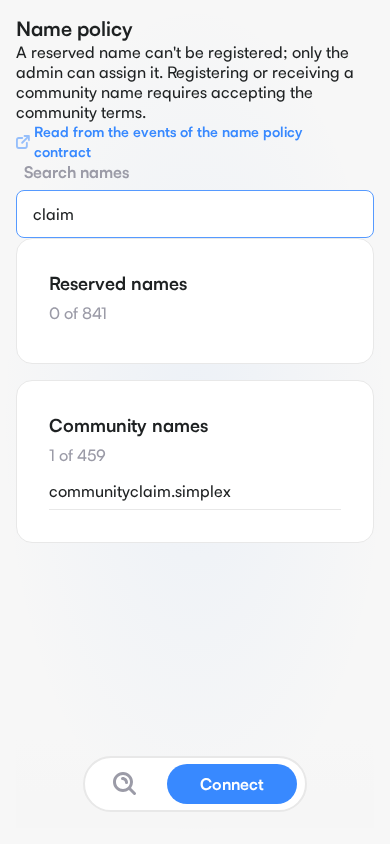 Name policy
A reserved name can't be registered; only the
admin can assign it. Registering or receiving a
community name requires accepting the
community terms.
Read from the events of the name policy
contract
Search names
claim
Reserved names
0 of 841
Community names
1 of 459
communityclaim.simplex
Connect